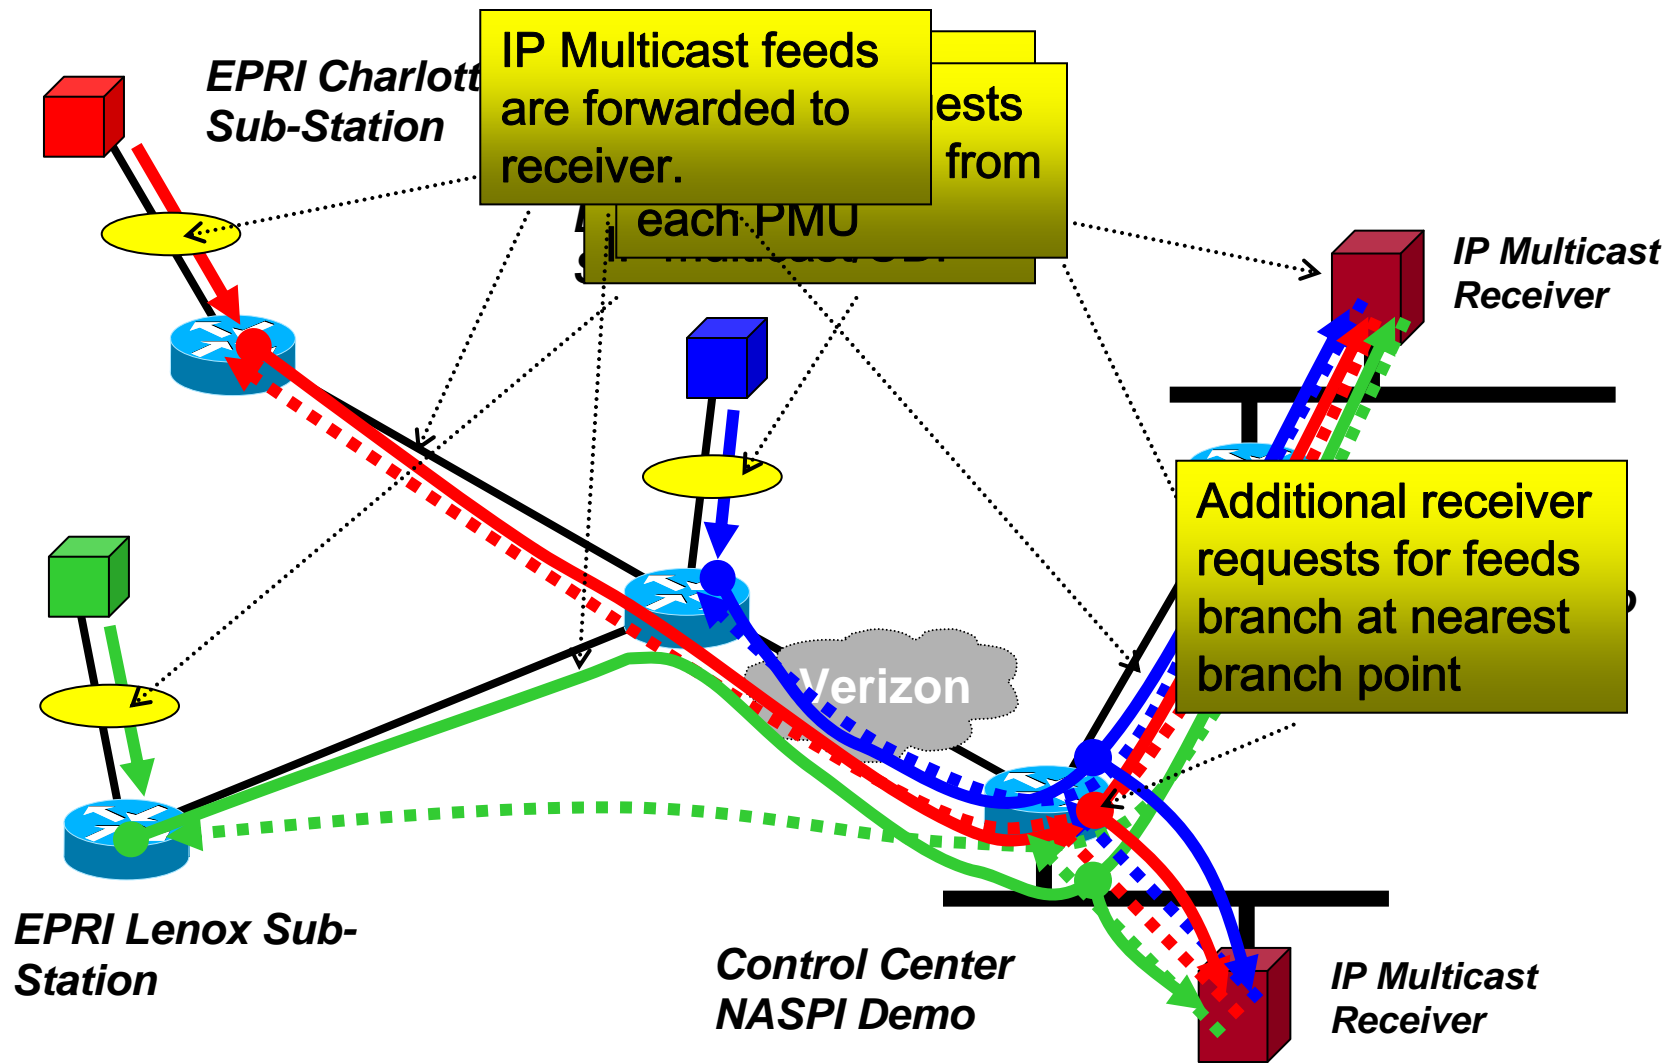 EPRI Charlott
Sub-Station
IP Multicast feeds
are forwarded to
receiver.
from
each PMU
IP Multicast
Receiver
Additional receiver
requests for feeds
branch at nearest
branch point
Verizon
EPRI Lenox Sub-
Station
Control Center
NASPI Demo
IP Multicast
Receiver